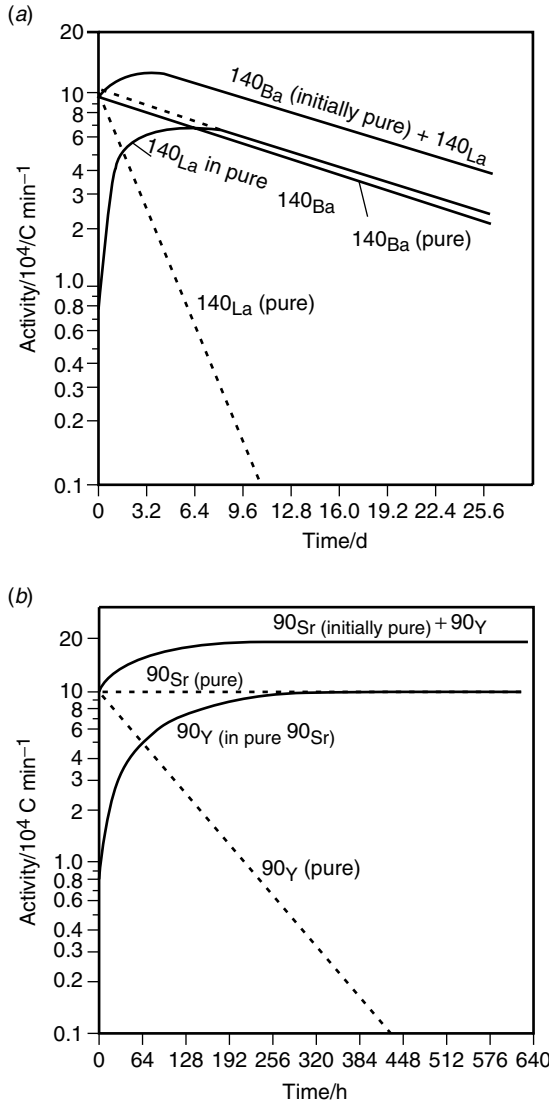 (a)
20
10
8
6
4
3
2
1.0
0.8
0.6
0.4
0.2
0.1
Activity/10⁴/C min⁻¹
140Ba (initially pure) + 140La
140La in pure
140Ba
140Ba (pure)
140La (pure)
0 3.2 6.4 9.6 12.8 16.0 19.2 22.4 25.6
Time/d
(b)
20
10
8
6
4
3
2
1.0
0.8
0.6
0.4
0.2
0.1
Activity/10⁴ C min⁻¹
90Sr (initially pure) + 90Y
90Sr (pure)
90Y (in pure 90Sr)
90Y (pure)
0 64 128 192 256 320 384 448 512 576 640
Time/h